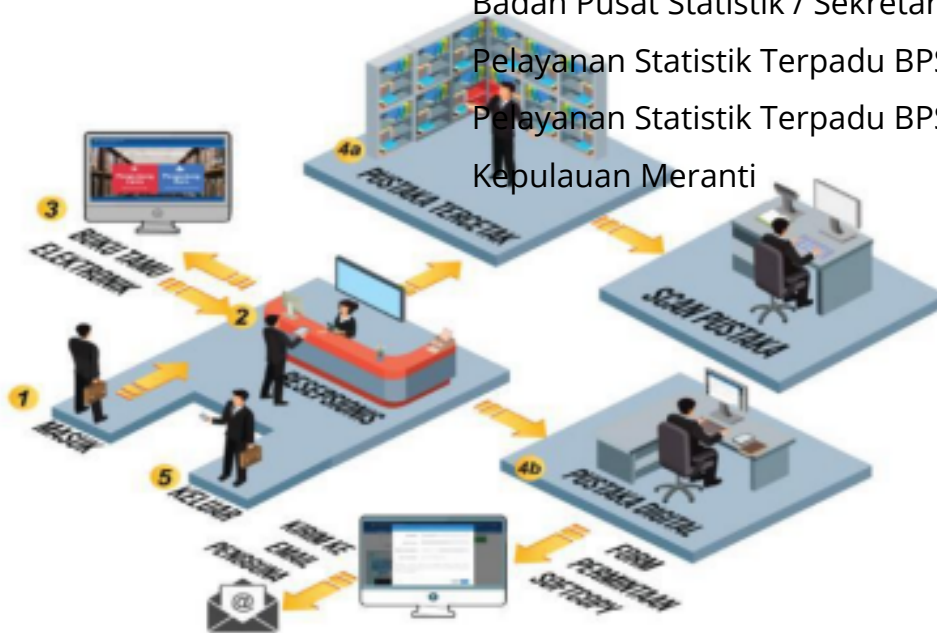 Badan Pusat Statistik / Sekretar
Pelayanan Statistik Terpadu BPS
Pelayanan Statistik Terpadu BPS
Kepulauan Meranti
4a
PUSTAKA TERCETAK
3
BUKU TAMU
ELEKTRONIK
2
RESEPSIONIS
SCAN PUSTAKA
1
MASUK
5
KELUAR
4b
PUSTAKA DIGITAL
KIRIM KE
EMAIL
PENGGUNA
@
FORM
PERMINTAAN
SOFTCOPY